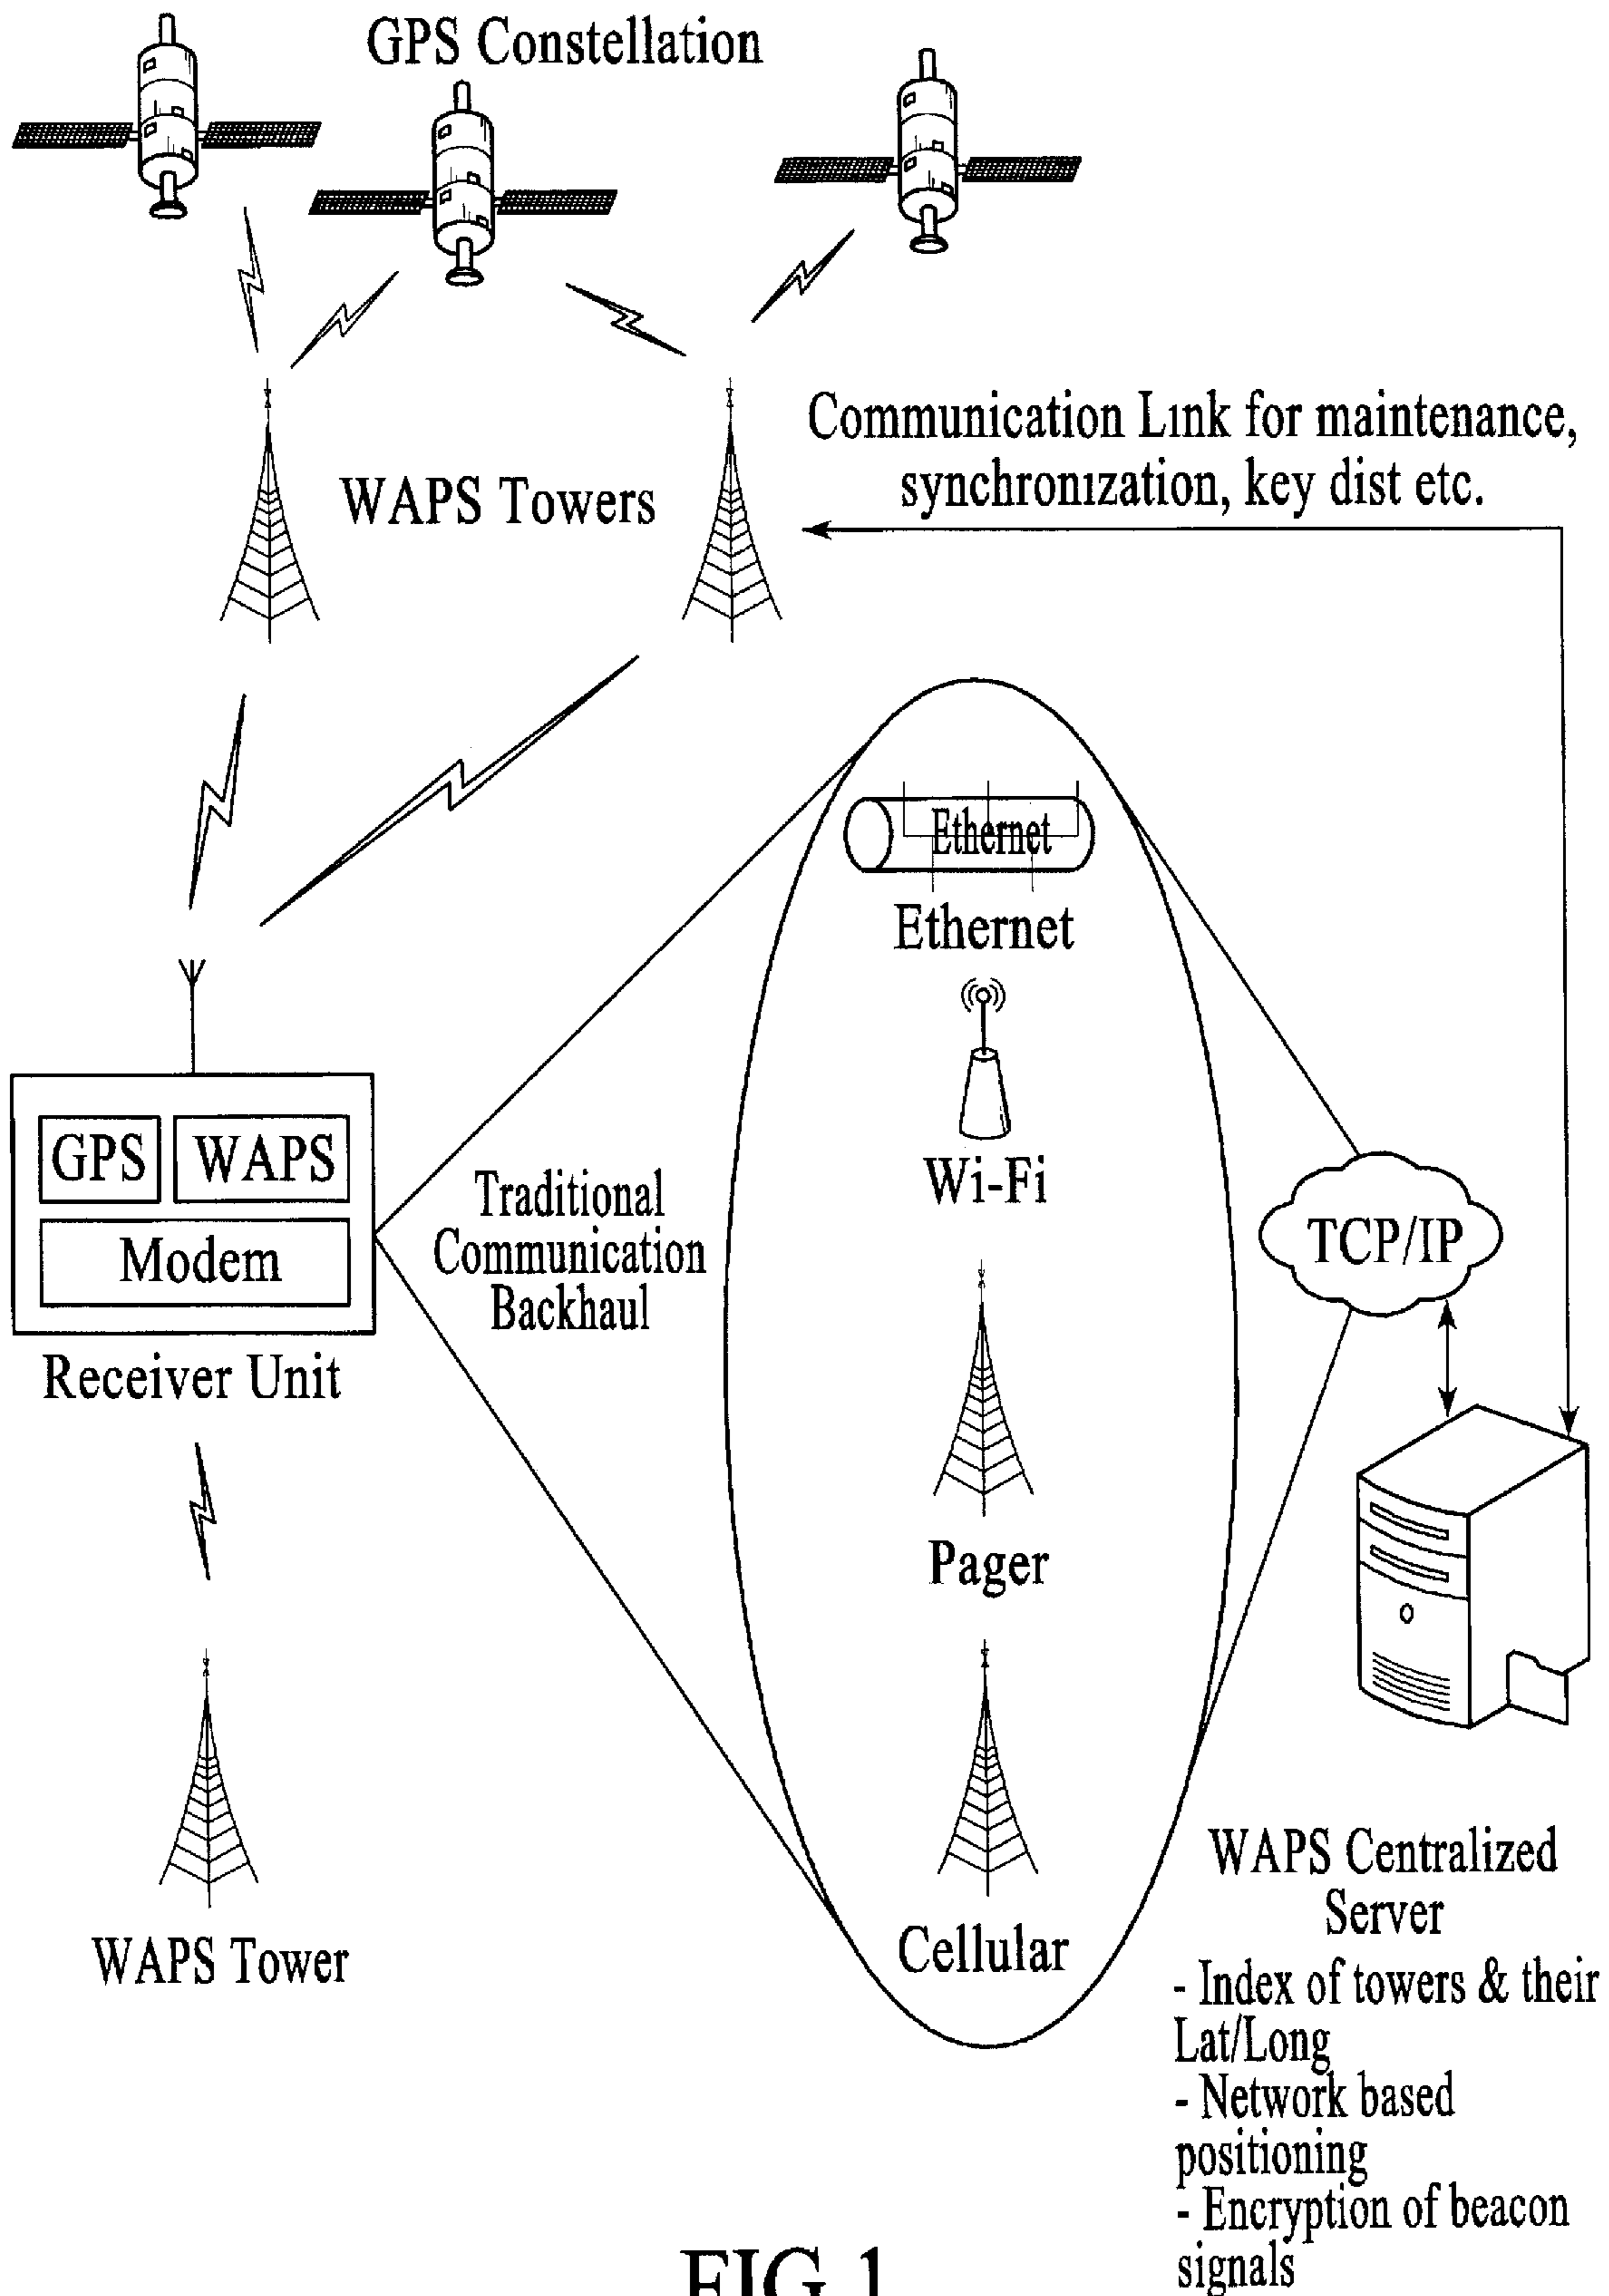 GPS Constellation
Communication Link for maintenance,
synchronization, key dist etc.
WAPS Towers
Ethernet
Ethernet
Wi-Fi
GPS
WAPS
Modem
Receiver Unit
Traditional
Communication
Backhaul
TCP/IP
Pager
Cellular
WAPS Tower
WAPS Centralized
Server
- Index of towers & their
Lat/Long
- Network based
positioning
- Encryption of beacon
signals
FIG.1